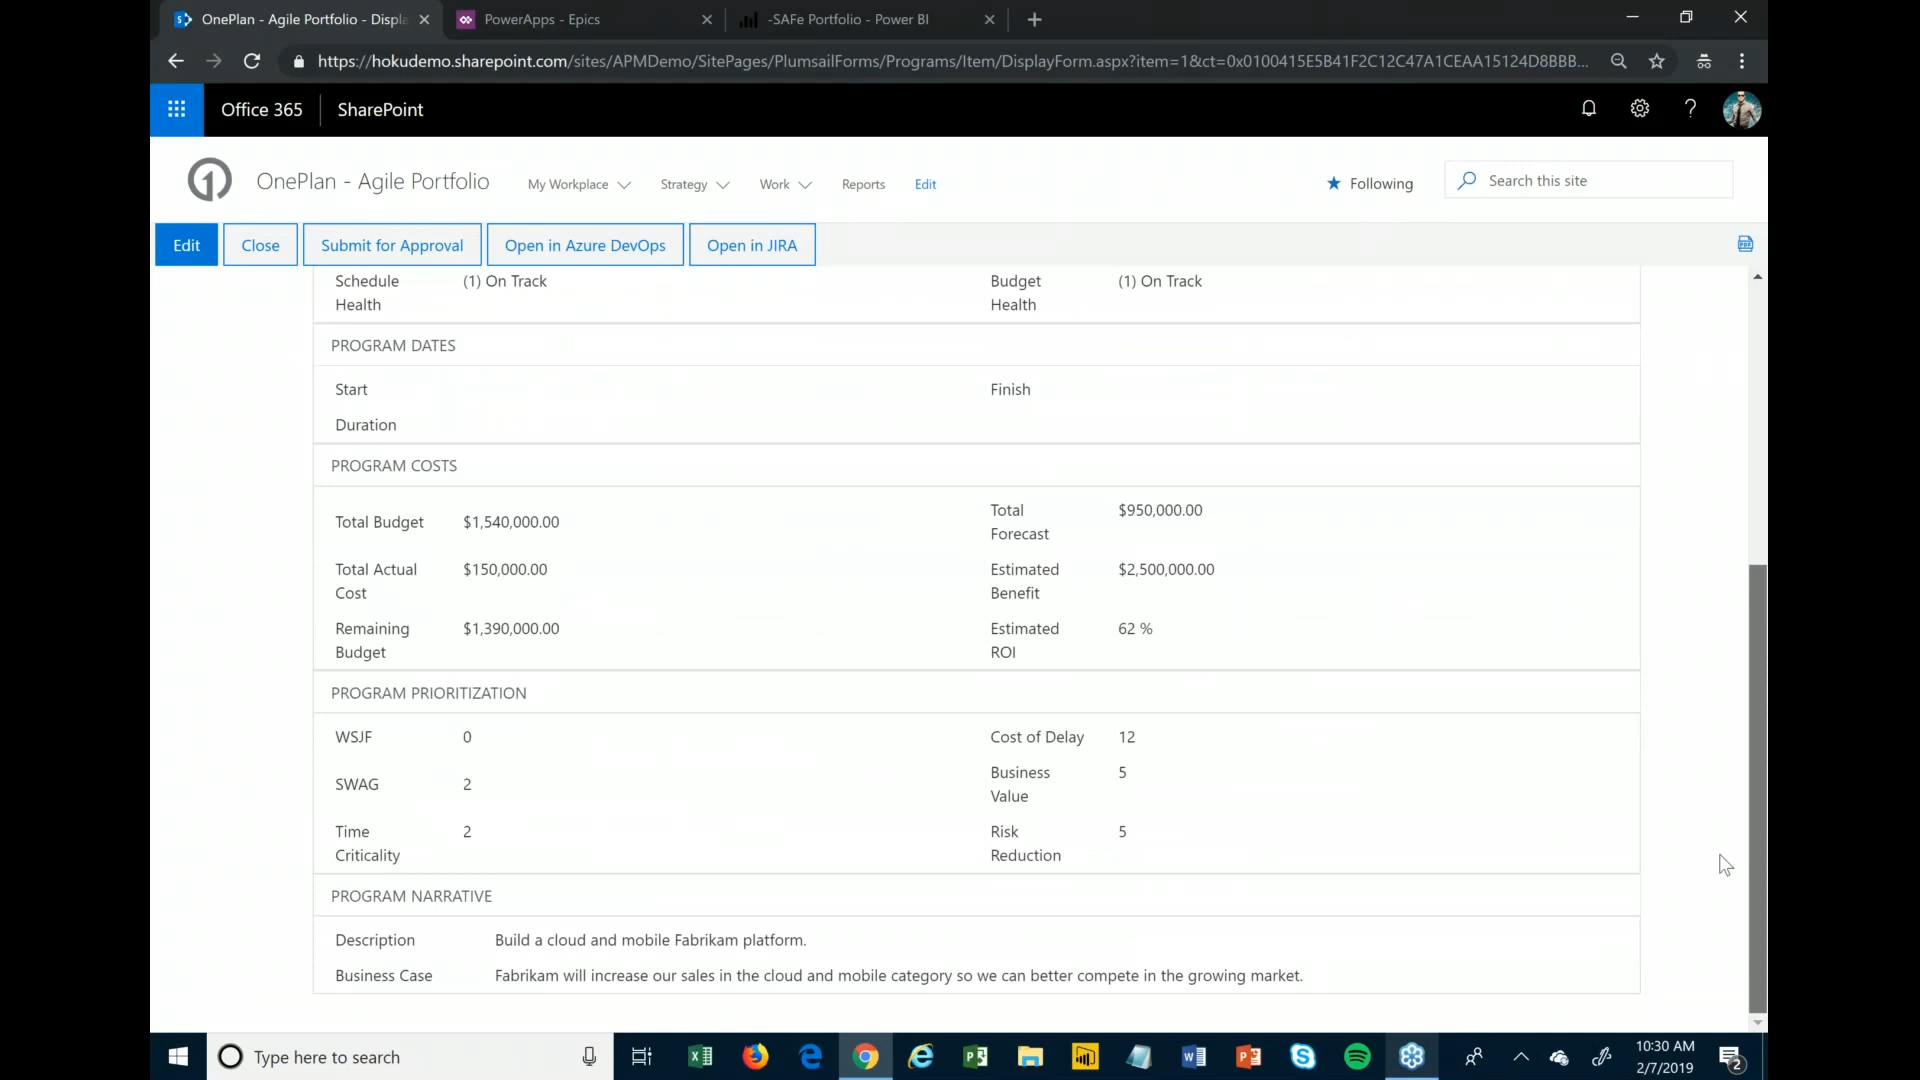 OnePlan - Agile Portfolio - Displa
PowerApps - Epics
-SAFe Portfolio - Power BI
https://hokudemo.sharepoint.com/sites/APMDemo/SitePages/PlumsailForms/Programs/Item/DisplayForm.aspx?item=1&ct=0x0100415E5B41F2C12C47A1CEAA15124D8BBB...
Office 365
SharePoint
OnePlan - Agile Portfolio
My Workplace
Strategy
Work
Reports
Edit
Following
Search this site
Edit
Close
Submit for Approval
Open in Azure DevOps
Open in JIRA
Schedule
Health
(1) On Track
Budget
Health
(1) On Track
PROGRAM DATES
Start
Finish
Duration
PROGRAM COSTS
Total Budget
$1,540,000.00
Total
Forecast
$950,000.00
Total Actual
Cost
$150,000.00
Estimated
Benefit
$2,500,000.00
Remaining
Budget
$1,390,000.00
Estimated
ROI
62 %
PROGRAM PRIORITIZATION
WSJF
0
Cost of Delay
12
SWAG
2
Business
Value
5
Time
Criticality
2
Risk
Reduction
5
PROGRAM NARRATIVE
Description
Build a cloud and mobile Fabrikam platform.
Business Case
Fabrikam will increase our sales in the cloud and mobile category so we can better compete in the growing market.
Type here to search
10:30 AM
2/7/2019
2